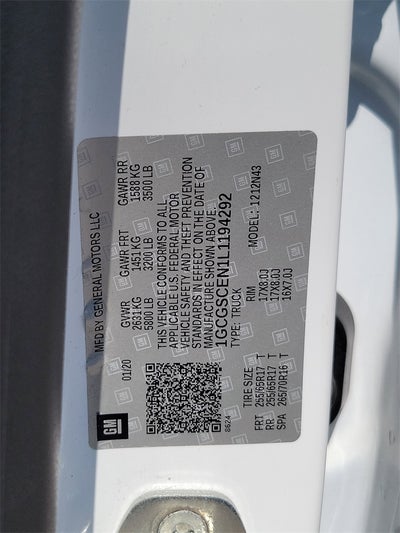 GM
MFD BY GENERAL MOTORS LLC
01/20
GVWR
2631 KG
5800 LB
GAWR FRT
1451 KG
3200 LB
GAWR RR
1588 KG
3500 LB
THIS VEHICLE CONFORMS TO ALL
APPLICABLE U.S. FEDERAL MOTOR
VEHICLE SAFETY AND THEFT PREVENTION
STANDARDS IN EFFECT ON THE DATE OF
MANUFACTURE SHOWN ABOVE.
1GCGSCEN1L1194292
TYPE: TRUCK
MODEL: 1212N43
8624
TIRE SIZE
RIM
FRT 255/65R17 T 17X8.0J
RR 255/65R17 T 17X8.0J
SPA 265/70R16 T 16X7.0J